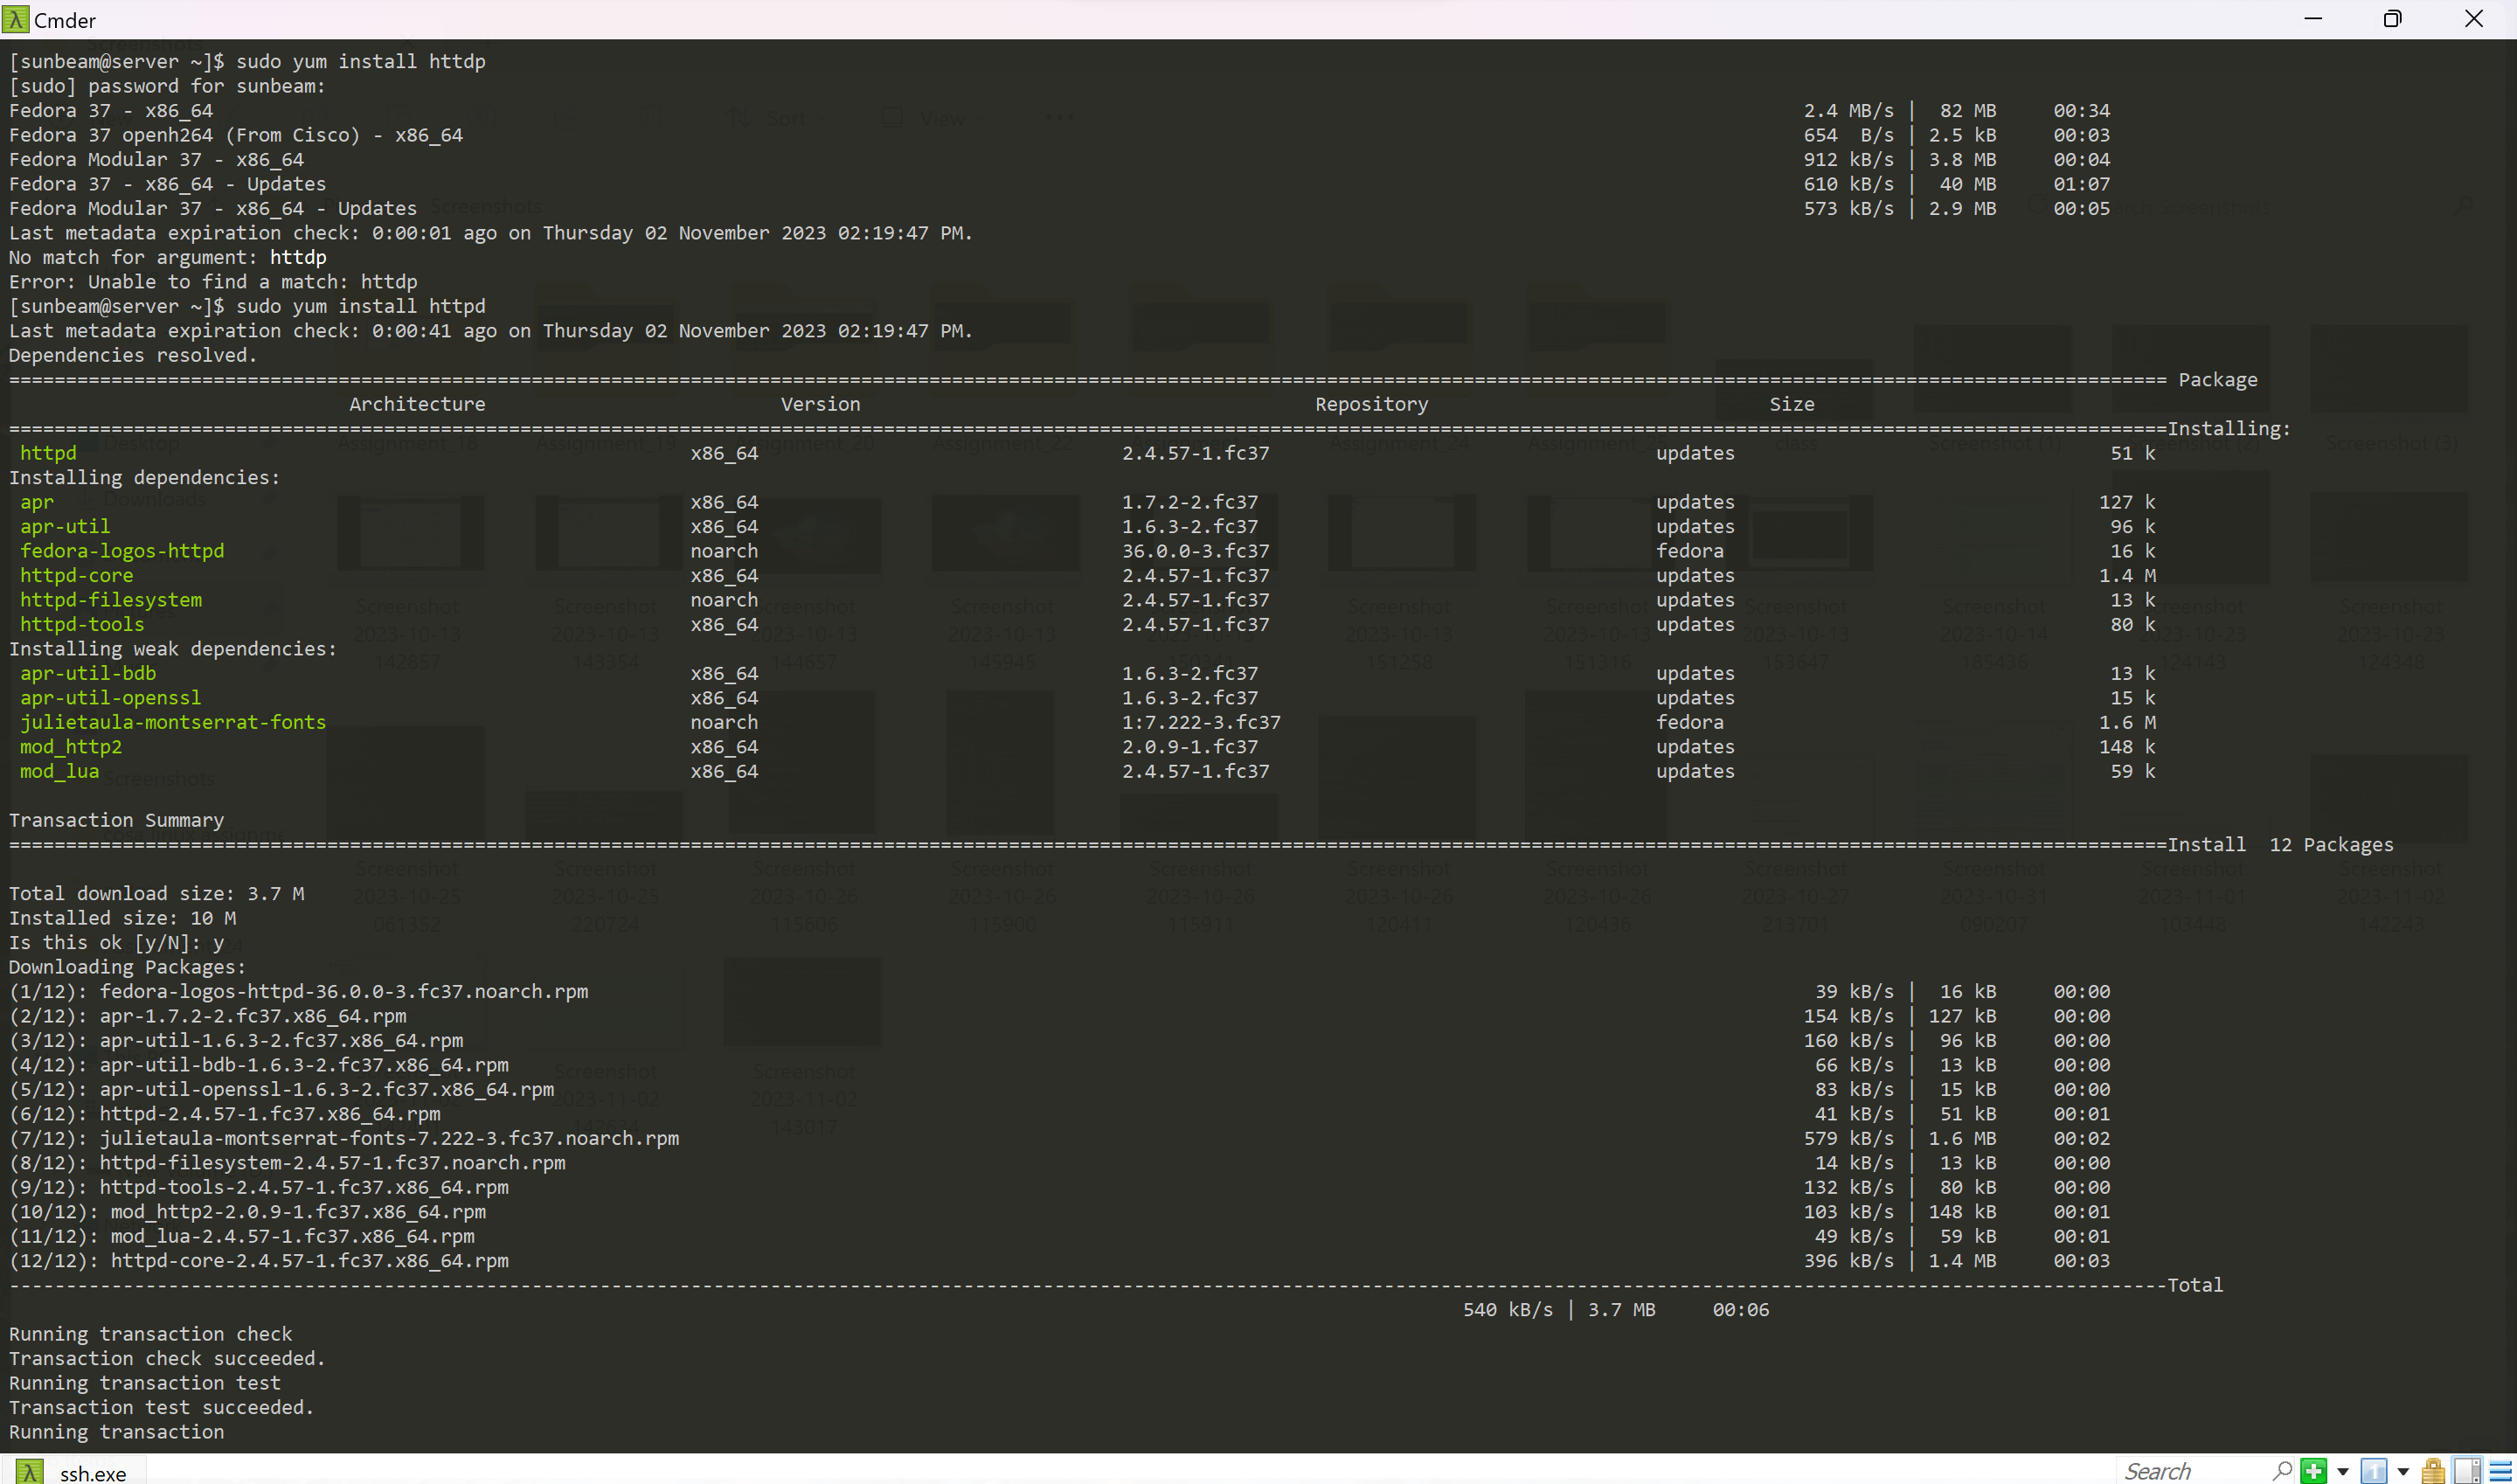 Cmder
[sunbeam@server ~]$ sudo yum install httdp
[sudo] password for sunbeam:
Fedora 37 - x86_64 2.4 MB/s | 82 MB 00:34
Fedora 37 openh264 (From Cisco) - x86_64 654 B/s | 2.5 kB 00:03
Fedora Modular 37 - x86_64 912 kB/s | 3.8 MB 00:04
Fedora 37 - x86_64 - Updates 610 kB/s | 40 MB 01:07
Fedora Modular 37 - x86_64 - Updates 573 kB/s | 2.9 MB 00:05
Last metadata expiration check: 0:00:01 ago on Thursday 02 November 2023 02:19:47 PM.
No match for argument: httdp
Error: Unable to find a match: httdp
[sunbeam@server ~]$ sudo yum install httpd
Last metadata expiration check: 0:00:41 ago on Thursday 02 November 2023 02:19:47 PM.
Dependencies resolved.
Package
Architecture Version Repository Size
Installing:
httpd x86_64 2.4.57-1.fc37 updates 51 k
Installing dependencies:
apr x86_64 1.7.2-2.fc37 updates 127 k
apr-util x86_64 1.6.3-2.fc37 updates 96 k
fedora-logos-httpd noarch 36.0.0-3.fc37 fedora 16 k
httpd-core x86_64 2.4.57-1.fc37 updates 1.4 M
httpd-filesystem noarch 2.4.57-1.fc37 updates 13 k
httpd-tools x86_64 2.4.57-1.fc37 updates 80 k
Installing weak dependencies:
apr-util-bdb x86_64 1.6.3-2.fc37 updates 13 k
apr-util-openssl x86_64 1.6.3-2.fc37 updates 15 k
julietaula-montserrat-fonts noarch 1:7.222-3.fc37 fedora 1.6 M
mod_http2 x86_64 2.0.9-1.fc37 updates 148 k
mod_lua x86_64 2.4.57-1.fc37 updates 59 k
Transaction Summary
Install 12 Packages
Total download size: 3.7 M
Installed size: 10 M
Is this ok [y/N]: y
Downloading Packages:
(1/12): fedora-logos-httpd-36.0.0-3.fc37.noarch.rpm 39 kB/s | 16 kB 00:00
(2/12): apr-1.7.2-2.fc37.x86_64.rpm 154 kB/s | 127 kB 00:00
(3/12): apr-util-1.6.3-2.fc37.x86_64.rpm 160 kB/s | 96 kB 00:00
(4/12): apr-util-bdb-1.6.3-2.fc37.x86_64.rpm 66 kB/s | 13 kB 00:00
(5/12): apr-util-openssl-1.6.3-2.fc37.x86_64.rpm 83 kB/s | 15 kB 00:00
(6/12): httpd-2.4.57-1.fc37.x86_64.rpm 41 kB/s | 51 kB 00:01
(7/12): julietaula-montserrat-fonts-7.222-3.fc37.noarch.rpm 579 kB/s | 1.6 MB 00:02
(8/12): httpd-filesystem-2.4.57-1.fc37.noarch.rpm 14 kB/s | 13 kB 00:00
(9/12): httpd-tools-2.4.57-1.fc37.x86_64.rpm 132 kB/s | 80 kB 00:00
(10/12): mod_http2-2.0.9-1.fc37.x86_64.rpm 103 kB/s | 148 kB 00:01
(11/12): mod_lua-2.4.57-1.fc37.x86_64.rpm 49 kB/s | 59 kB 00:01
(12/12): httpd-core-2.4.57-1.fc37.x86_64.rpm 396 kB/s | 1.4 MB 00:03
Total
540 kB/s | 3.7 MB 00:06
Running transaction check
Transaction check succeeded.
Running transaction test
Transaction test succeeded.
Running transaction
ssh.exe
Search
1